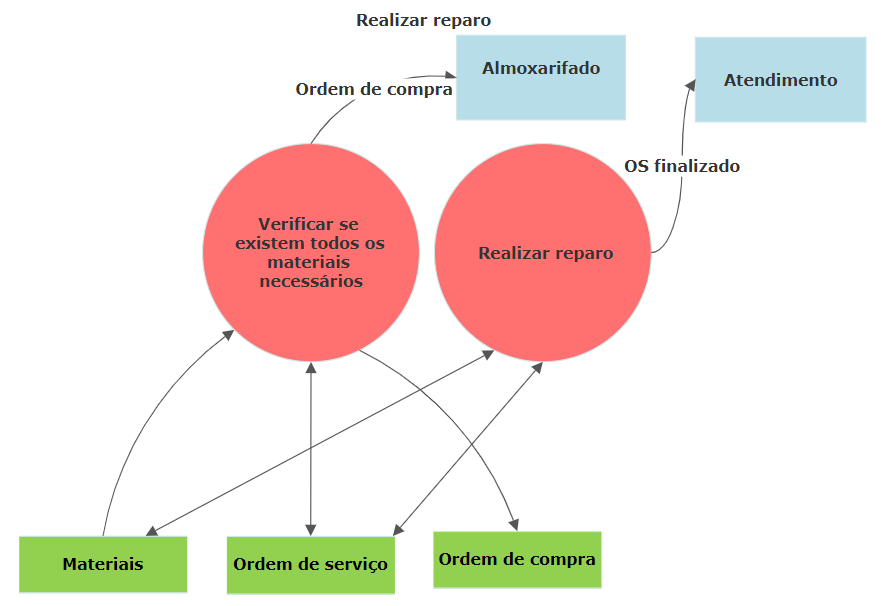 Realizar reparo
Almoxarifado
Atendimento
Ordem de compra
OS finalizado
Verificar se
existem todos os
materiais
necessários
Realizar reparo
Materiais
Ordem de serviço
Ordem de compra